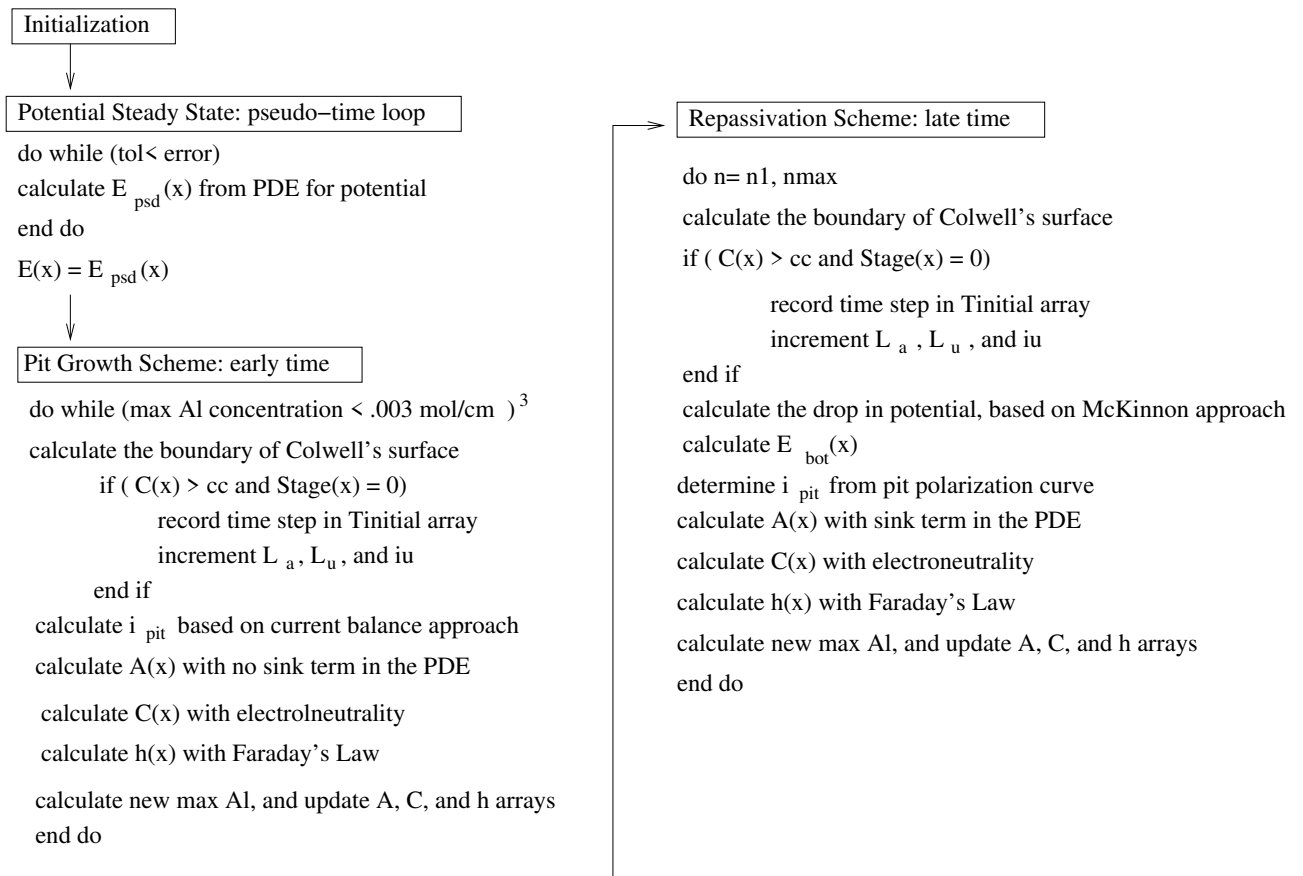 Initialization
Potential Steady State: pseudo−time loop
do while (tol< error)
calculate E psd (x) from PDE for potential
end do
E(x) = E psd (x)
Pit Growth Scheme: early time
do while (max Al concentration < .003 mol/cm ) 3
calculate the boundary of Colwell's surface
if ( C(x) > cc and Stage(x) = 0)
record time step in Tinitial array
increment L a , L u , and iu
end if
calculate i pit based on current balance approach
calculate A(x) with no sink term in the PDE
calculate C(x) with electrolneutrality
calculate h(x) with Faraday's Law
calculate new max Al, and update A, C, and h arrays
end do
Repassivation Scheme: late time
do n= n1, nmax
calculate the boundary of Colwell's surface
if ( C(x) > cc and Stage(x) = 0)
record time step in Tinitial array
increment L a , L u , and iu
end if
calculate the drop in potential, based on McKinnon approach
calculate E bot (x)
determine i pit from pit polarization curve
calculate A(x) with sink term in the PDE
calculate C(x) with electroneutrality
calculate h(x) with Faraday's Law
calculate new max Al, and update A, C, and h arrays
end do